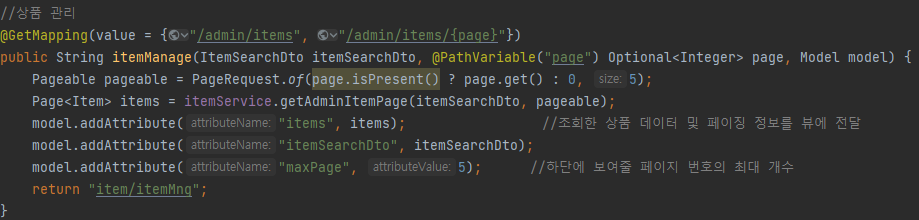 //상품 관리
@GetMapping(value = {"/admin/items", "/admin/items/{page}"})
public String itemManage(ItemSearchDto itemSearchDto, @PathVariable("page") Optional<Integer> page, Model model) {
    Pageable pageable = PageRequest.of(page.isPresent() ? page.get() : 0, size: 5);
    Page<Item> items = itemService.getAdminItemPage(itemSearchDto, pageable);
    model.addAttribute( attributeName: "items", items);    //조회한 상품 데이터 및 페이징 정보를 뷰에 전달
    model.addAttribute( attributeName: "itemSearchDto", itemSearchDto);
    model.addAttribute( attributeName: "maxPage", attributeValue: 5);    //하단에 보여줄 페이지 번호의 최대 개수
    return "item/itemMng";
}